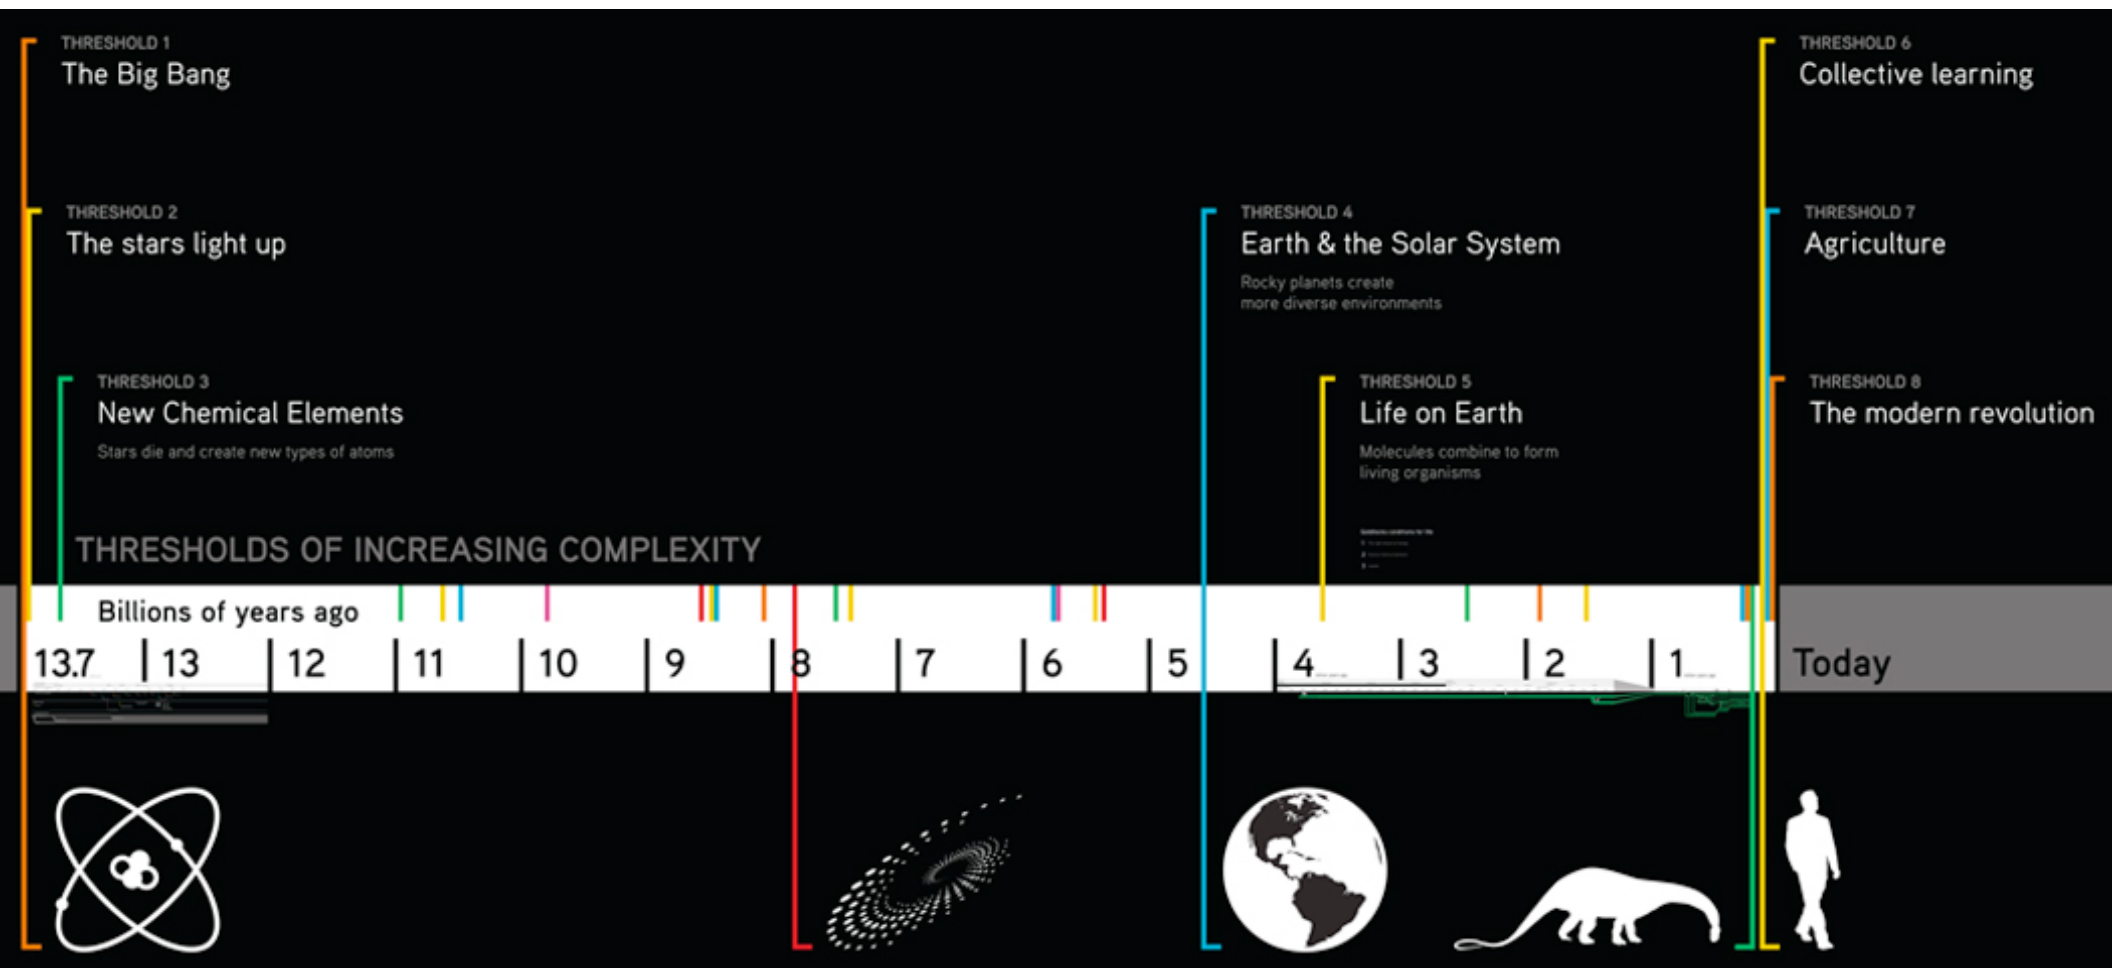 THRESHOLD 1
The Big Bang
THRESHOLD 2
The stars light up
THRESHOLD 3
New Chemical Elements
Stars die and create new types of atoms
THRESHOLD 4
Earth & the Solar System
Rocky planets create
more diverse environments
THRESHOLD 5
Life on Earth
Molecules combine to form
living organisms
THRESHOLD 6
Collective learning
THRESHOLD 7
Agriculture
THRESHOLD 8
The modern revolution
THRESHOLDS OF INCREASING COMPLEXITY
Billions of years ago
13.7 13 12 11 10 9 8 7 6 5 4 3 2 1 Today